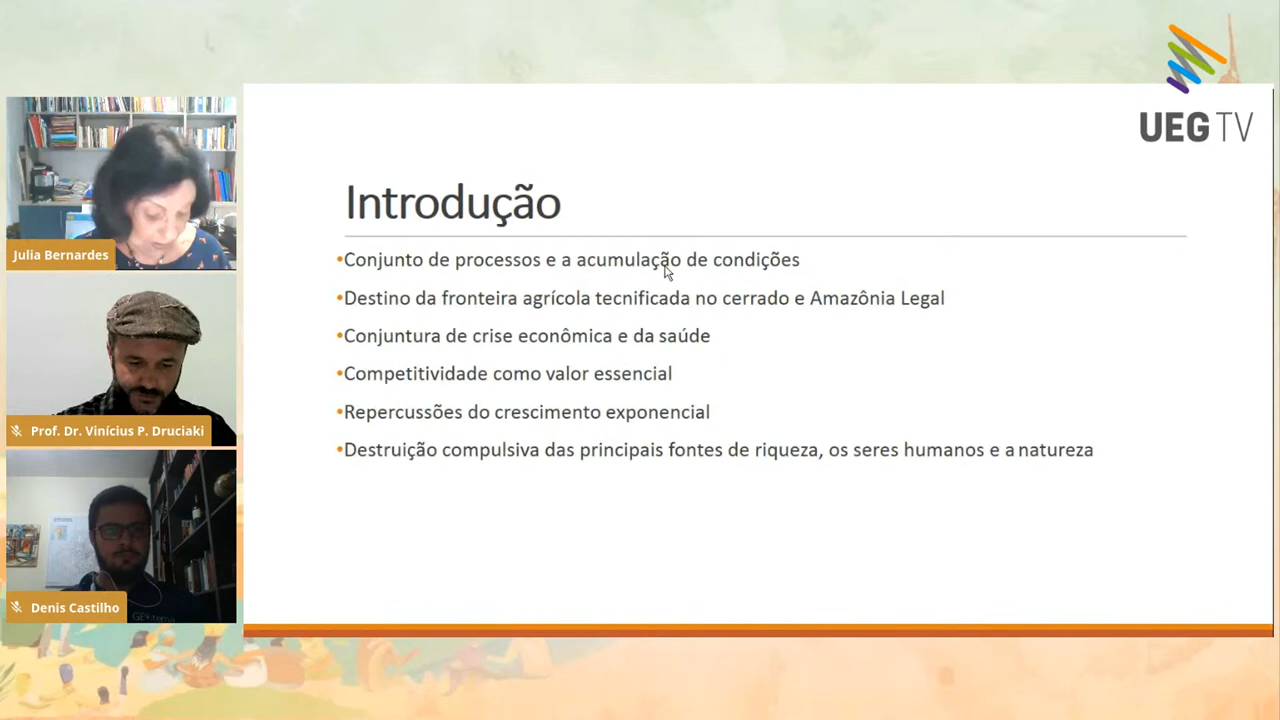 UEG TV
Julia Bernardes
Prof. Dr. Vinícius P. Druciaki
Denis Castilho
Introdução
•Conjunto de processos e a acumulação de condições
•Destino da fronteira agrícola tecnificada no cerrado e Amazônia Legal
•Conjuntura de crise econômica e da saúde
•Competitividade como valor essencial
•Repercussões do crescimento exponencial
•Destruição compulsiva das principais fontes de riqueza, os seres humanos e a natureza